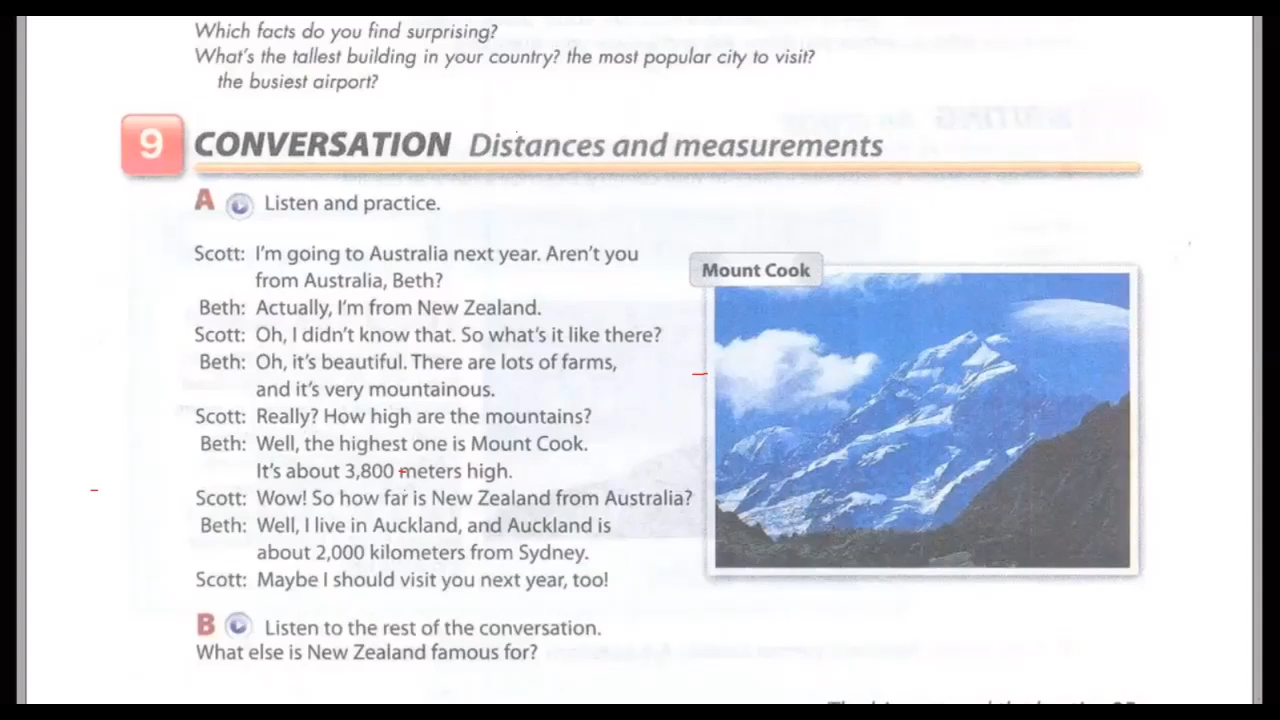 Which facts do you find surprising?
What's the tallest building in your country? the most popular city to visit?
the busiest airport?
9 CONVERSATION Distances and measurements
A Listen and practice.
Scott: I'm going to Australia next year. Aren't you
from Australia, Beth?
Beth: Actually, I'm from New Zealand.
Scott: Oh, I didn't know that. So what's it like there?
Beth: Oh, it's beautiful. There are lots of farms,
and it's very mountainous.
Scott: Really? How high are the mountains?
Beth: Well, the highest one is Mount Cook.
It's about 3,800 meters high.
Scott: Wow! So how far is New Zealand from Australia?
Beth: Well, I live in Auckland, and Auckland is
about 2,000 kilometers from Sydney.
Scott: Maybe I should visit you next year, too!
Mount Cook
B Listen to the rest of the conversation.
What else is New Zealand famous for?